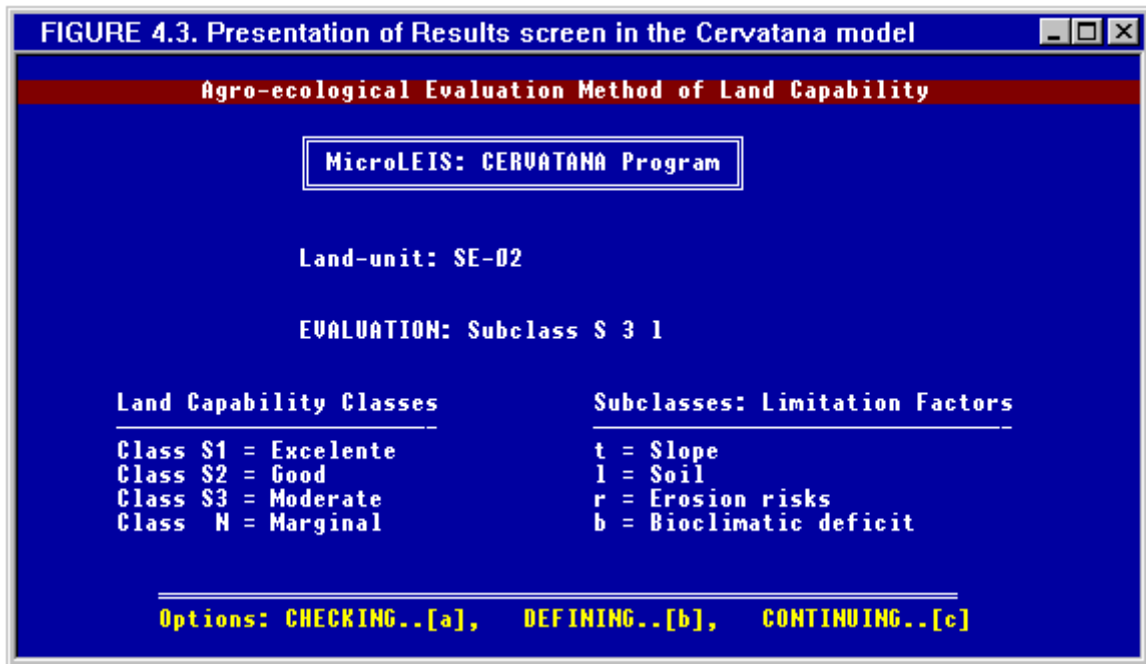 FIGURE 4.3. Presentation of Results screen in the Cervatana model
Agro-ecological Evaluation Method of Land Capability
MicroLEIS: CERVATANA Program
Land-unit: SE-02
EVALUATION: Subclass S 3 l
Land Capability Classes
Class S1 = Excelente
Class S2 = Good
Class S3 = Moderate
Class N = Marginal
Subclasses: Limitation Factors
t = Slope
l = Soil
r = Erosion risks
b = Bioclimatic deficit
Options: CHECKING..[a], DEFINING..[b], CONTINUING..[c]